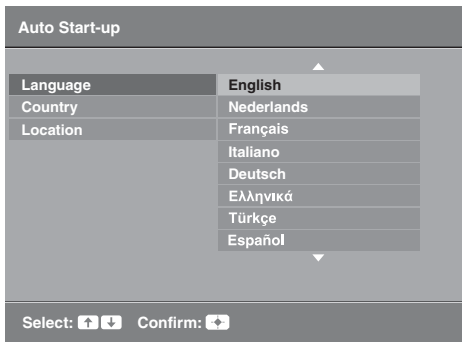 Auto Start-up
Language
English
Country
Nederlands
Location
Français
Italiano
Deutsch
Ελληνικά
Türkçe
Español
Select: Confirm: